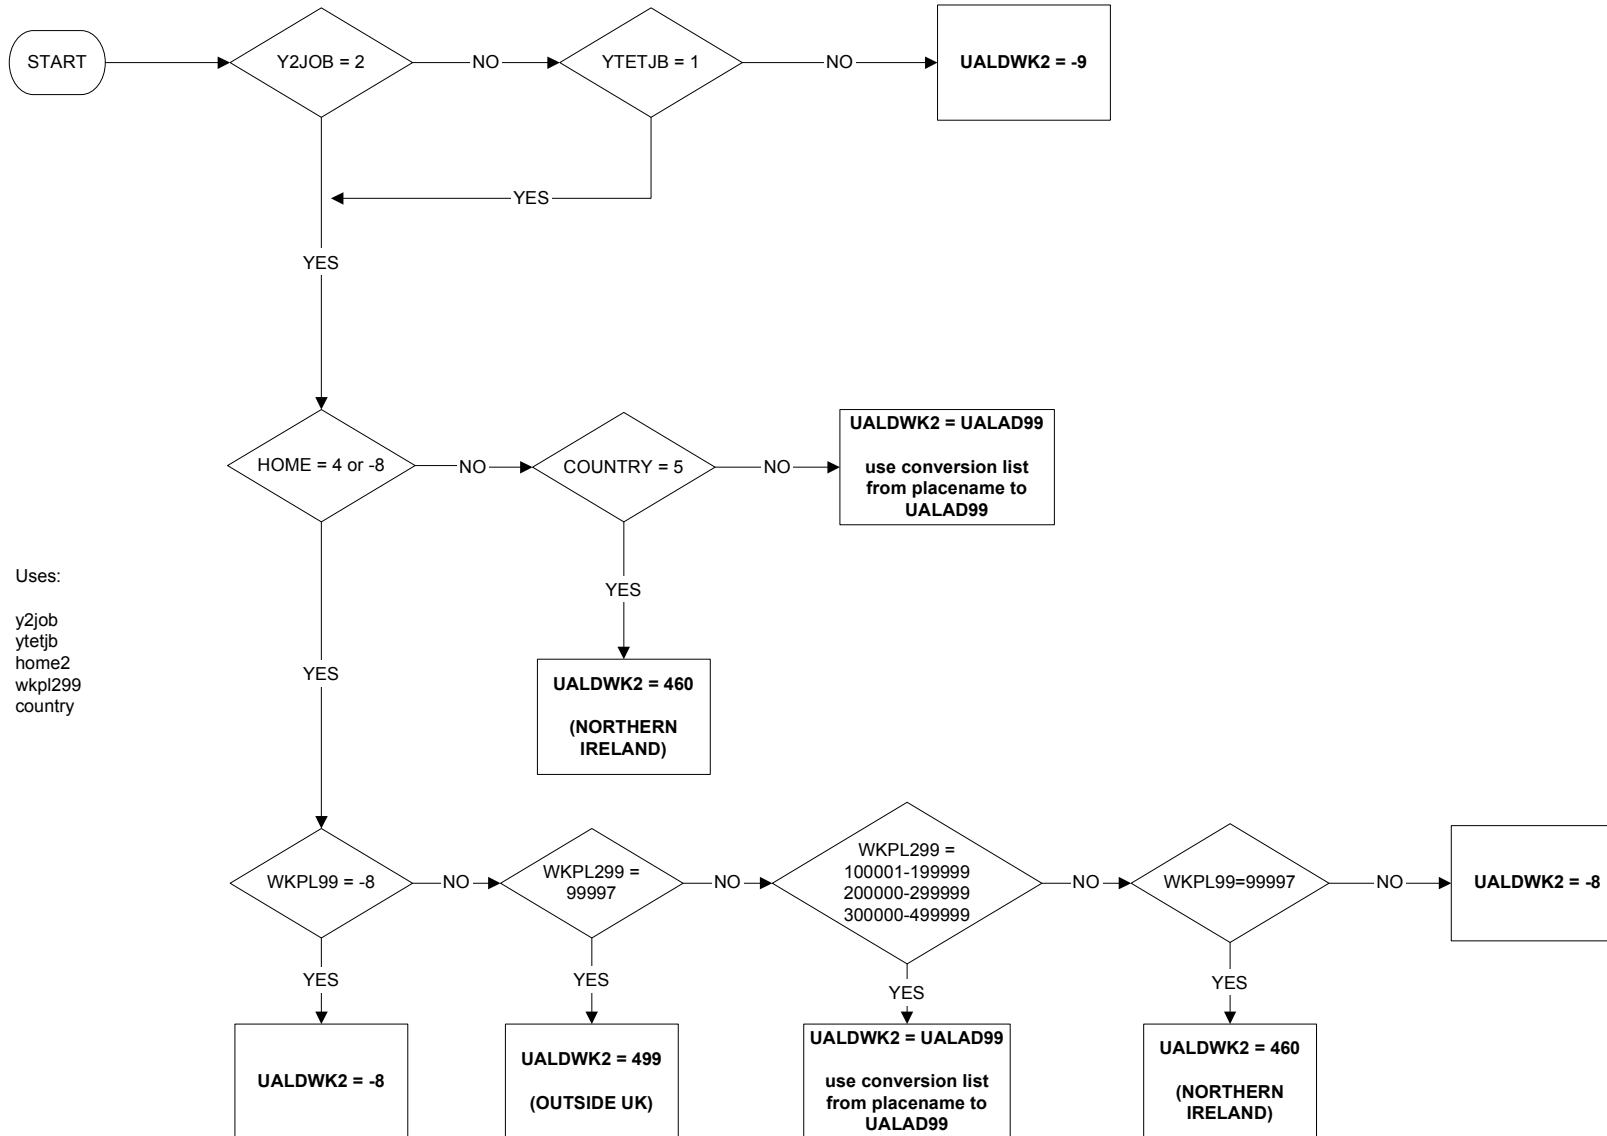 START
Y2JOB = 2
NO
YTETJB = 1
NO
UALDWK2 = -9
YES
YES
HOME = 4 or -8
NO
COUNTRY = 5
NO
UALDWK2 = UALAD99
use conversion list
from placename to
UALAD99
YES
UALDWK2 = 460
(NORTHERN
IRELAND)
Uses:
y2job
ytetjb
home2
wkpl299
country
YES
WKPL99 = -8
NO
WKPL299 =
99997
NO
WKPL299 =
100001-199999
200000-299999
300000-499999
NO
WKPL99=99997
NO
UALDWK2 = -8
YES
YES
YES
YES
UALDWK2 = -8
UALDWK2 = 499
(OUTSIDE UK)
UALDWK2 = UALAD99
use conversion list
from placename to
UALAD99
UALDWK2 = 460
(NORTHERN
IRELAND)